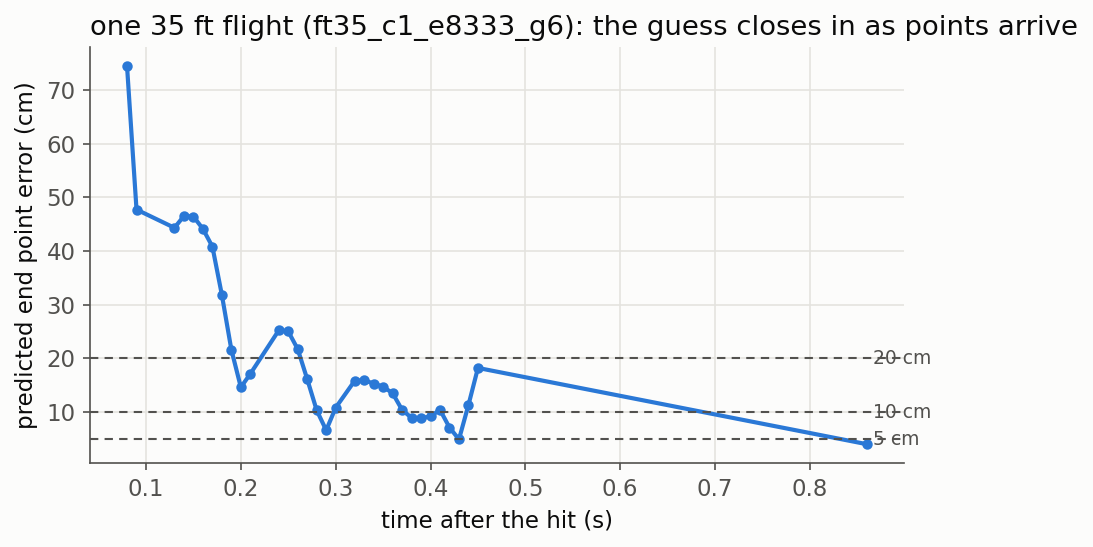 one 35 ft flight (ft35_c1_e8333_g6): the guess closes in as points arrive
predicted end point error (cm)
70
60
50
40
30
20
10
20 cm
10 cm
5 cm
0.1 0.2 0.3 0.4 0.5 0.6 0.7 0.8
time after the hit (s)